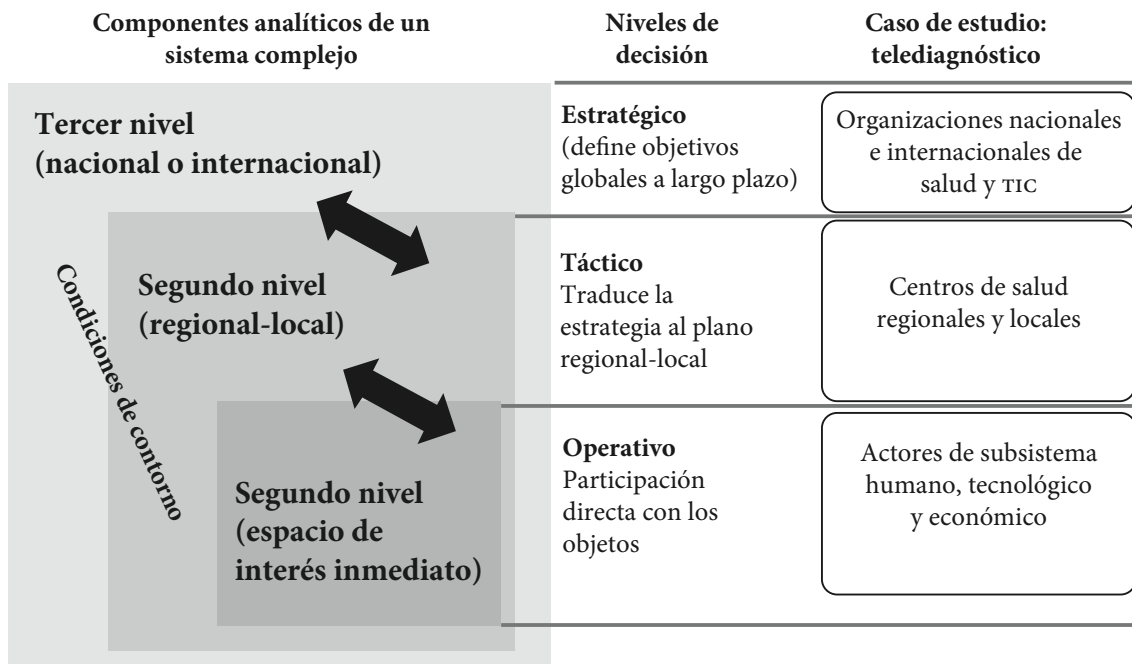 Componentes analíticos de un
sistema complejo
Niveles de
decisión
Caso de estudio:
telediagnóstico
Tercer nivel
(nacional o internacional)
Estratégico
(define objetivos
globales a largo plazo)
Organizaciones nacionales
e internacionales de
salud y TIC
Condiciones de contorno
Segundo nivel
(regional-local)
Táctico
Traduce la
estrategia al plano
regional-local
Centros de salud
regionales y locales
Segundo nivel
(espacio de
interés inmediato)
Operativo
Participación
directa con los
objetos
Actores de subsistema
humano, tecnológico
y económico